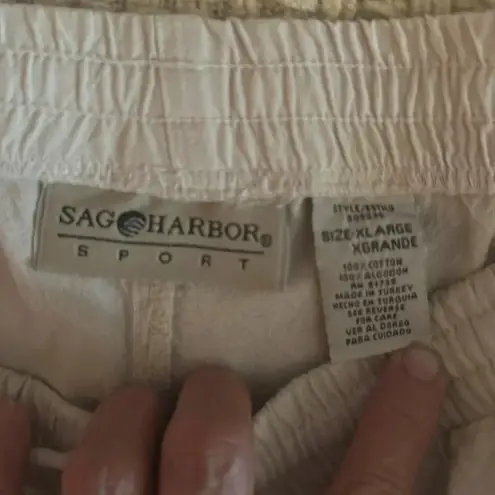 SAG HARBOR®
SPORT
SIZE-XLARGE
XGRANDE
100% COTTON
100% ALGODON
MADE IN TURKEY
HECHO EN TURQUIA
SEE REVERSE
FOR CARE
VER AL DORSO
PARA CUIDADO